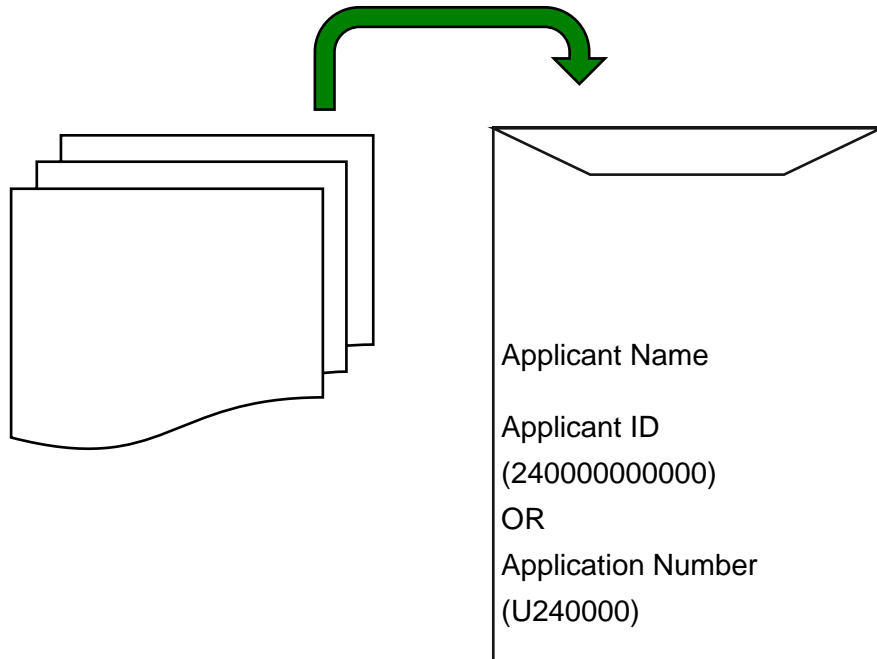 Applicant Name
Applicant ID
(240000000000)
OR
Application Number
(U240000)